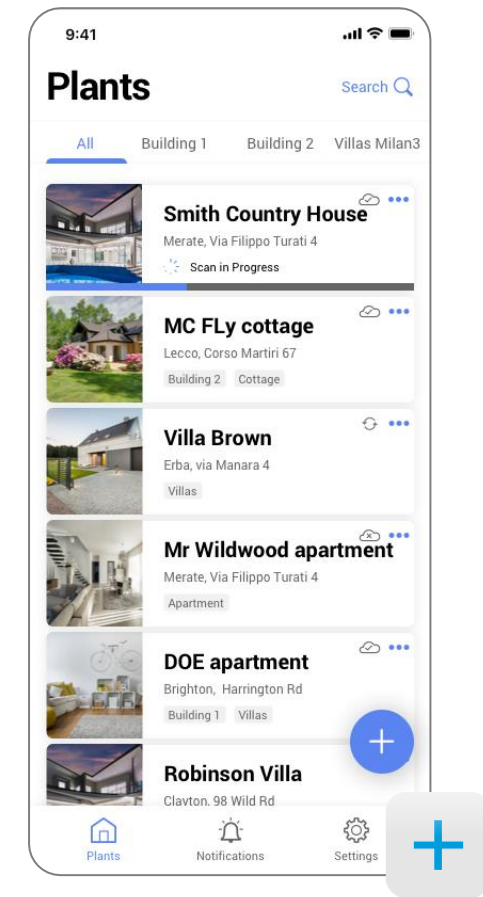 9:41
Plants
Search
All Building 1 Building 2 Villas Milan3
Smith Country House
Merate, Via Filippo Turati 4
Scan in Progress
MC FLy cottage
Lecco, Corso Martiri 67
Building 2 Cottage
Villa Brown
Erba, via Manara 4
Villas
Mr Wildwood apartment
Merate, Via Filippo Turati 4
Apartment
DOE apartment
Brighton, Harrington Rd
Building 1 Villas
Robinson Villa
Clayton, 98 Wild Rd
Plants Notifications Settings